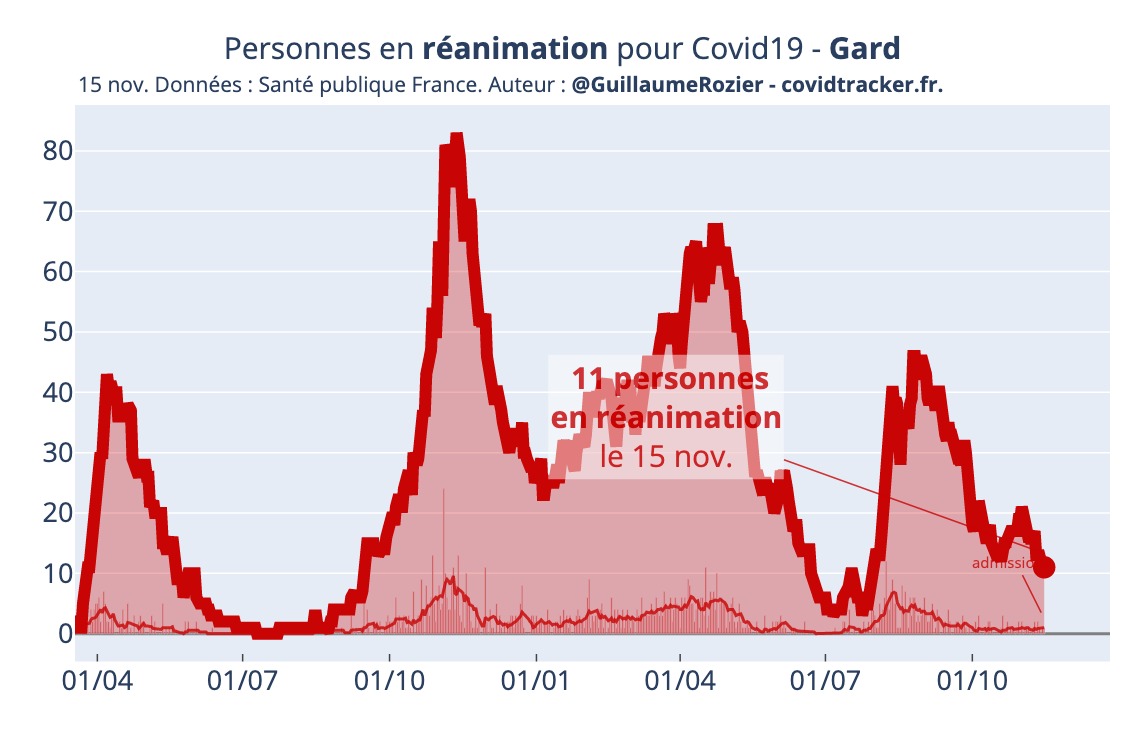 Personnes en réanimation pour Covid19 - Gard
15 nov. Données : Santé publique France. Auteur : @GuillaumeRozier - covidtracker.fr.
80
70
60
50
40
30
20
10
0
11 personnes
en réanimation
le 15 nov.
admissio
01/04
01/07
01/10
01/01
01/04
01/07
01/10